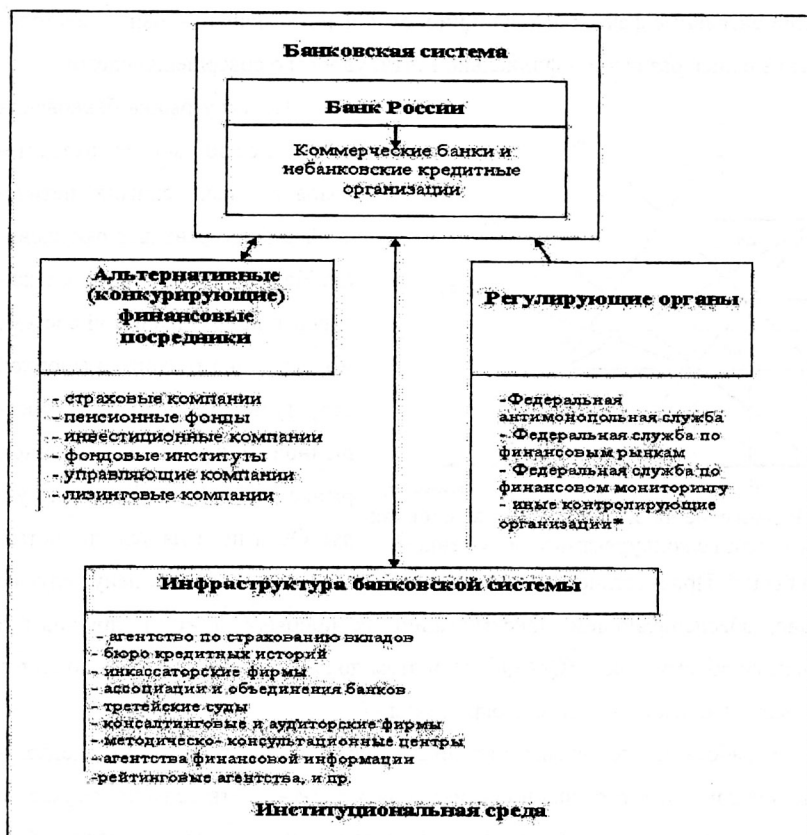 Банковская система
Банк России
Коммерческие банки и
небанковские кредитные
организации
Альтернативные
(конкурирующие)
финансовые
посредники
- страховые компании
- пенсионные фонды
- инвестиционные компании
- фондовые институты
- управляющие компании
- лизинговые компании
Регулирующие органы
-Федеральная
антимонопольная служба
- Федеральная служба по
финансовым рынкам
- Федеральная служба по
финансовом мониторингу
- иные контролирующие
организации*
Инфраструктура банковской системы
- агентство по страхованию вкладов
- бюро кредитных историй
- инкассаторские фирмы
- ассоциации и объединения банков
- третейские суды
- консалтинговые и аудиторские фирмы
- методическо- консультационные центры
- агентства финансовой информации
-рейтинговые агентства, и пр.
Институциональная среда